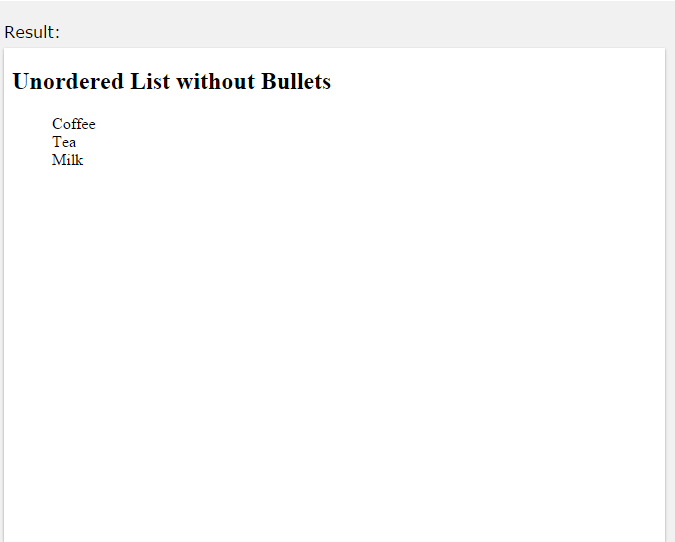 Result:
Unordered List without Bullets
Coffee
Tea
Milk